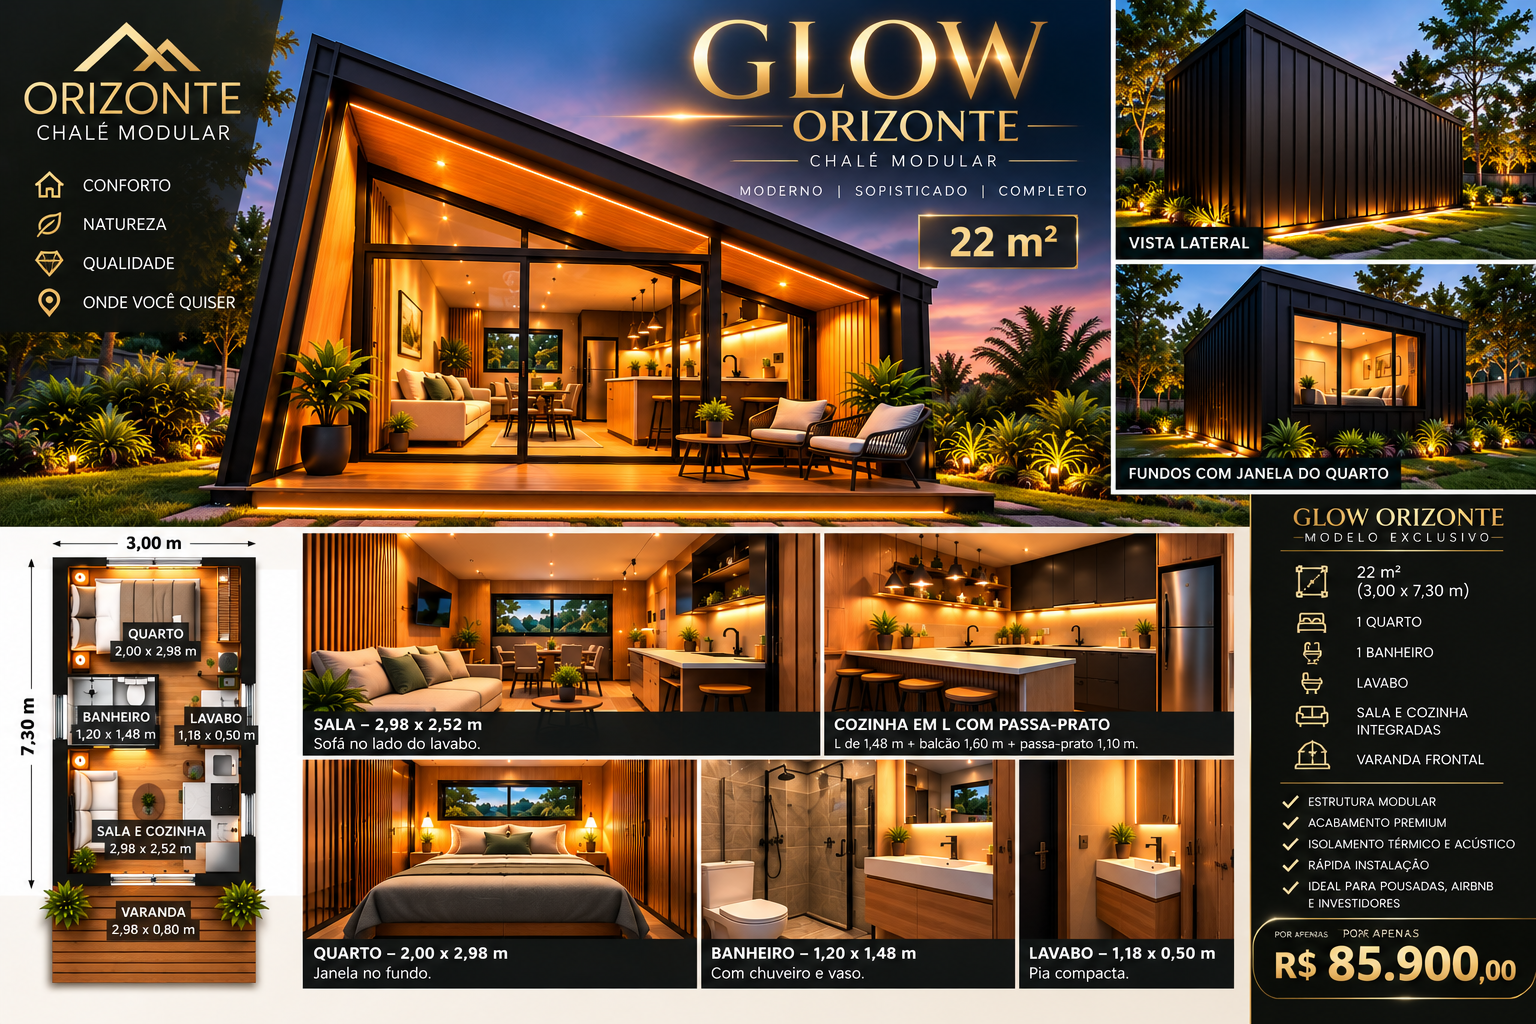 ORIZONTE
CHALÉ MODULAR
CONFORTO
NATUREZA
QUALIDADE
ONDE VOCÊ QUISER
GLOW
ORIZONTE
CHALÉ MODULAR
MODERNO | SOPISTICADO | COMPLETO
22 m²
VISTA LATERAL
FUNDOS COM JANELA DO QUARTO
3,00 m
7,30 m
QUARTO
2,00 x 2,98 m
BANHEIRO
1,20 x 1,48 m
LAVABO
1,18 x 0,50 m
SALA E COZINHA
2,98 x 2,52 m
VARANDA
2,98 x 0,80 m
SALA – 2,98 x 2,52 m
Sofá no lado do lavabo.
COZINHA EM L COM PASSA-PRATO
L de 1,48 m + balcão 1,60 m + passa-prato 1,10 m.
QUARTO – 2,00 x 2,98 m
Janela no fundo.
BANHEIRO – 1,20 x 1,48 m
Com chuveiro e vaso.
LAVABO – 1,18 x 0,50 m
Pia compacta.
GLOW ORIZONTE
MODELO EXCLUSIVO
22 m²
(3,00 x 7,30 m)
1 QUARTO
1 BANHEIRO
LAVABO
SALA E COZINHA
INTEGRADAS
VARANDA FRONTAL
ESTRUTURA MODULAR
ACABAMENTO PREMIUM
ISOLAMENTO TÉRMICO E ACÚSTICO
RÁPIDA INSTALAÇÃO
IDEAL PARA POUSADAS, AIRBNB
E INVESTIDORES
POR APENAS
APENAS
R$ 85.900,00